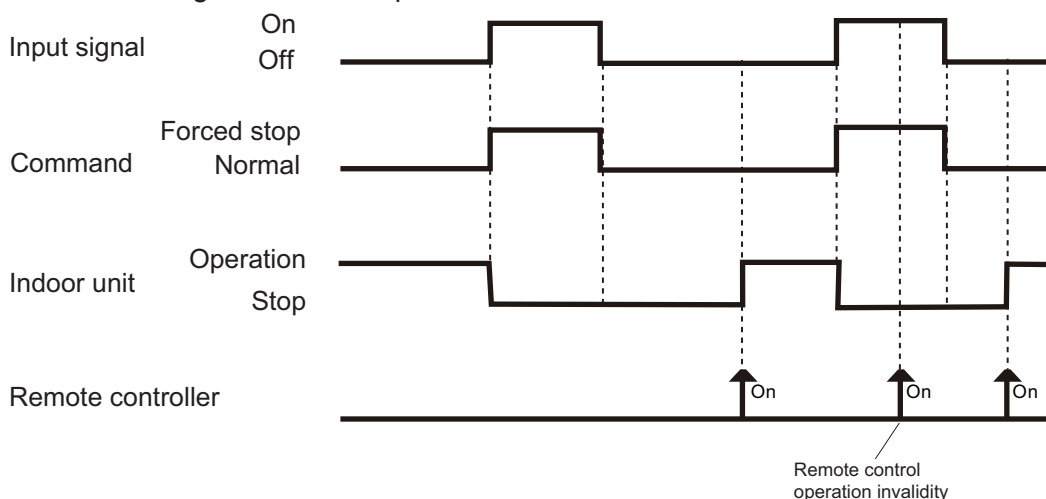 Input signal
On
Off
Command
Forced stop
Normal
Indoor unit
Operation
Stop
Remote controller
On
On
On
Remote control
operation invalidity